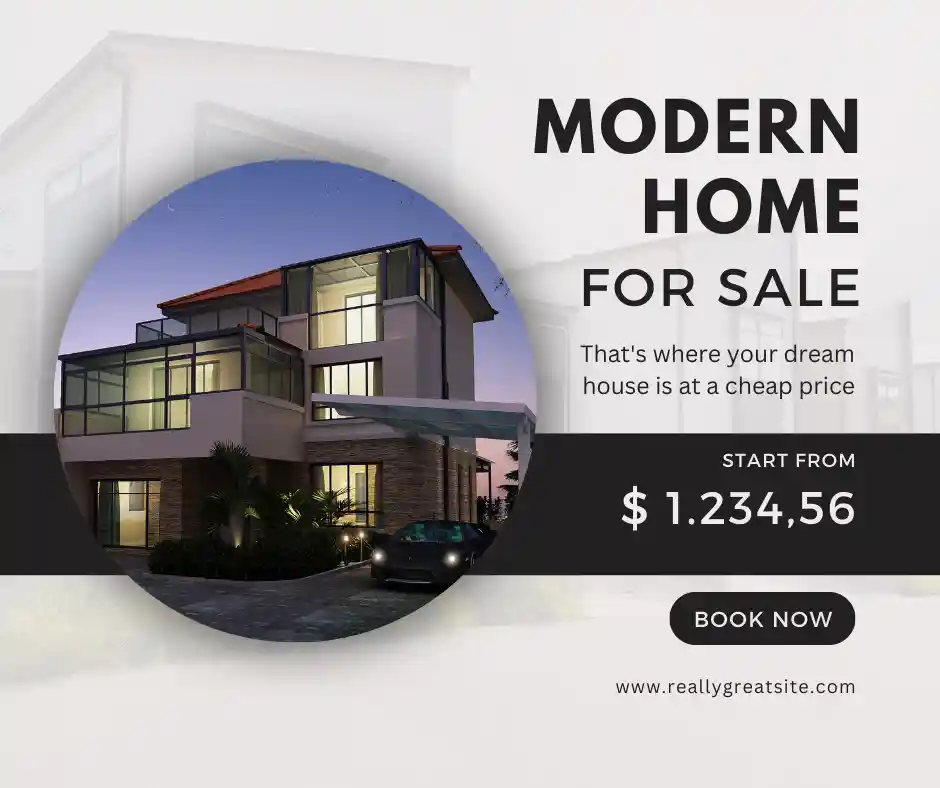 MODERN
HOME
FOR SALE
That's where your dream
house is at a cheap price
START FROM
$ 1.234,56
BOOK NOW
www.reallygreatsite.com